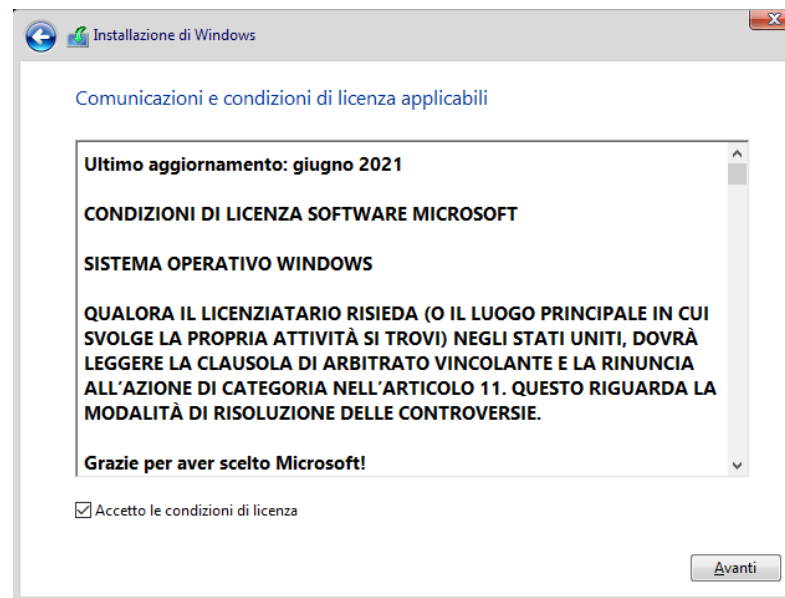 Installazione di Windows
Comunicazioni e condizioni di licenza applicabili
Ultimo aggiornamento: giugno 2021
CONDIZIONI DI LICENZA SOFTWARE MICROSOFT
SISTEMA OPERATIVO WINDOWS
QUALORA IL LICENZIATARIO RISIEDA (O IL LUOGO PRINCIPALE IN CUI
SVOLGE LA PROPRIA ATTIVITÀ SI TROVI) NEGLI STATI UNITI, DOVRÀ
LEGGERE LA CLAUSOLA DI ARBITRATO VINCOLANTE E LA RINUNCIA
ALL’AZIONE DI CATEGORIA NELL’ARTICOLO 11. QUESTO RIGUARDA LA
MODALITÀ DI RISOLUZIONE DELLE CONTROVERSIE.
Grazie per aver scelto Microsoft!
Accetto le condizioni di licenza
Avanti